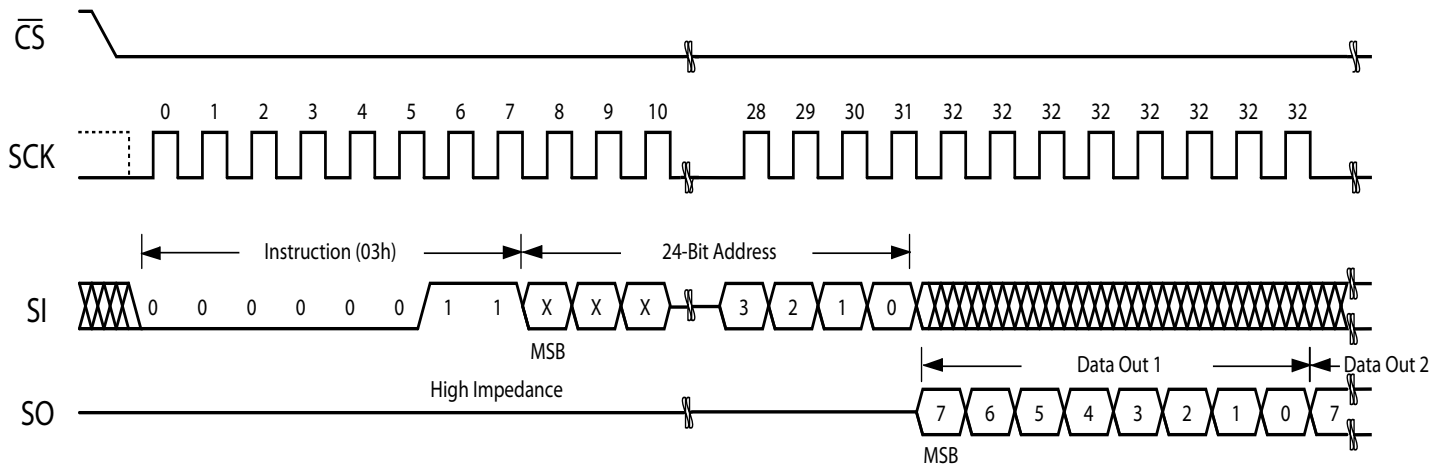 CS
0 1 2 3 4 5 6 7 8 9 10 28 29 30 31 32 32 32 32 32 32 32 32
SCK
Instruction (03h) 24-Bit Address
SI 0 0 0 0 0 0 1 1 X X X 3 2 1 0
MSB
Data Out 1 Data Out 2
High Impedance
SO 7 6 5 4 3 2 1 0 7
MSB